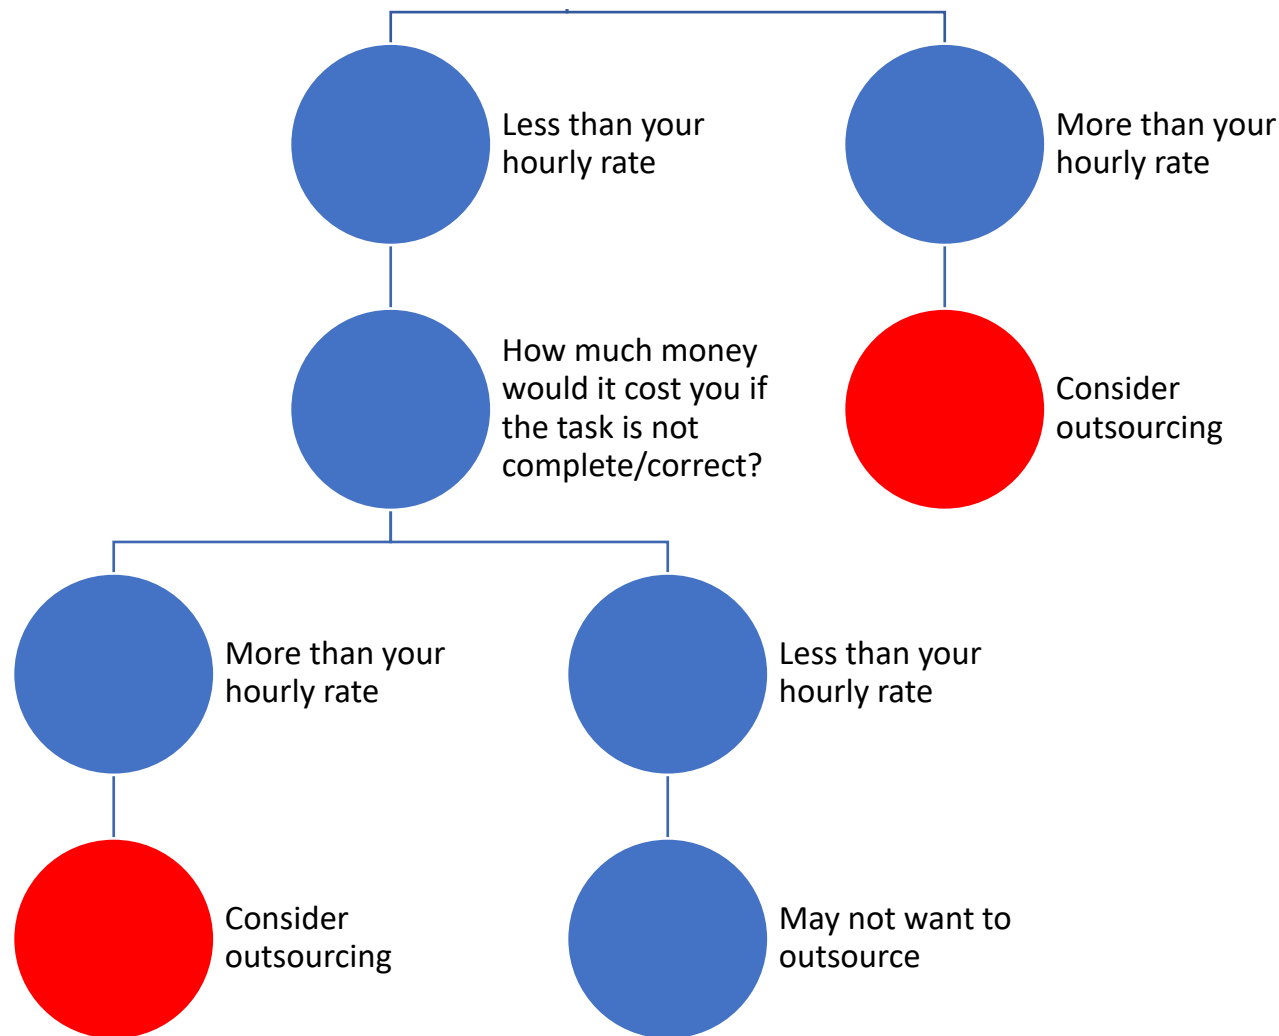 Less than your
hourly rate
More than your
hourly rate
How much money
would it cost you if
the task is not
complete/correct?
Consider
outsourcing
More than your
hourly rate
Less than your
hourly rate
Consider
outsourcing
May not want to
outsource